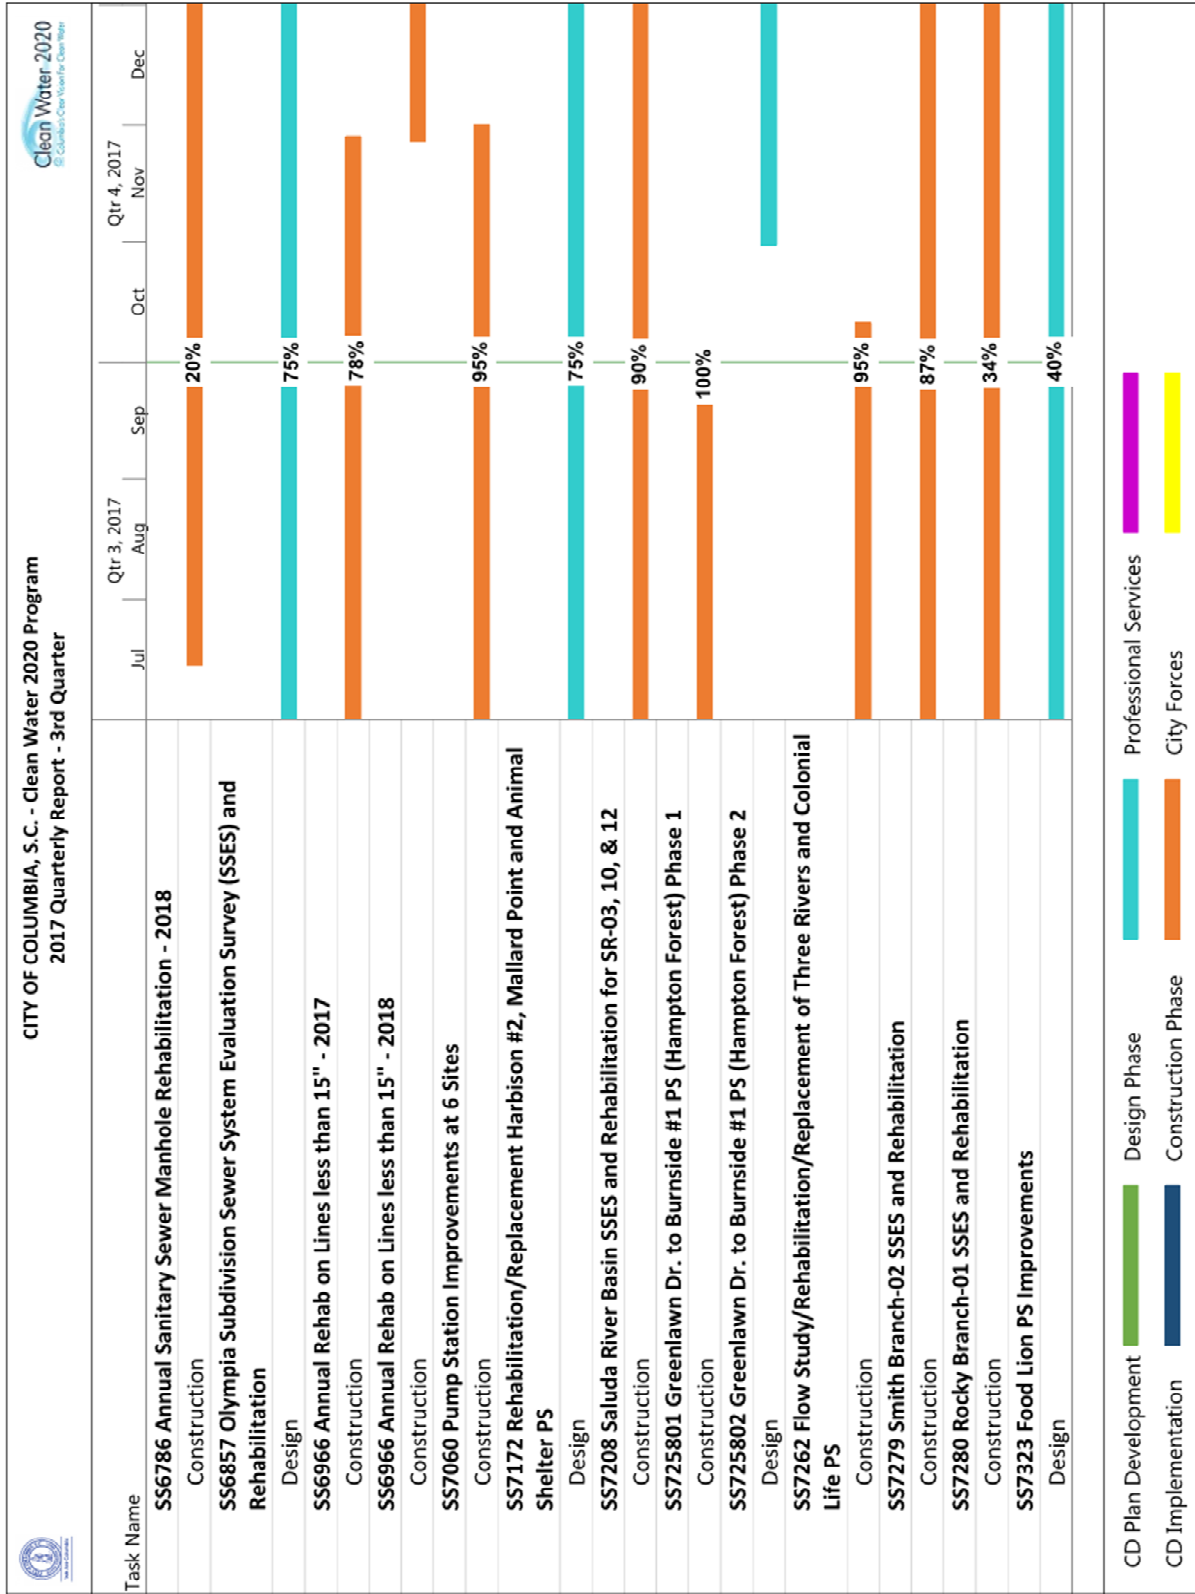 CITY OF COLUMBIA, S.C. - Clean Water 2020 Program
2017 Quarterly Report - 3rd Quarter
Clean Water 2020
Columbia's Clear Vision for Clean Water
Task Name
Qtr 3, 2017
Qtr 4, 2017
Jul
Aug
Sep
Oct
Nov
Dec
SS6786 Annual Sanitary Sewer Manhole Rehabilitation - 2018
Construction
20%
SS6857 Olympia Subdivision Sewer System Evaluation Survey (SSES) and
Rehabilitation
Design
75%
SS6966 Annual Rehab on Lines less than 15" - 2017
Construction
78%
SS6966 Annual Rehab on Lines less than 15" - 2018
Construction
SS7060 Pump Station Improvements at 6 Sites
Construction
95%
SS7172 Rehabilitation/Replacement Harbison #2, Mallard Point and Animal
Shelter PS
Design
75%
SS7208 Saluda River Basin SSES and Rehabilitation for SR-03, 10, & 12
Construction
90%
SS725801 Greenlawn Dr. to Burnside #1 PS (Hampton Forest) Phase 1
Construction
100%
SS725802 Greenlawn Dr. to Burnside #1 PS (Hampton Forest) Phase 2
Design
SS7262 Flow Study/Rehabilitation/Replacement of Three Rivers and Colonial
Life PS
Construction
95%
SS7279 Smith Branch-02 SSES and Rehabilitation
Construction
87%
SS7280 Rocky Branch-01 SSES and Rehabilitation
Construction
34%
SS7323 Food Lion PS Improvements
Design
40%
CD Plan Development
Design Phase
Professional Services
CD Implementation
Construction Phase
City Forces